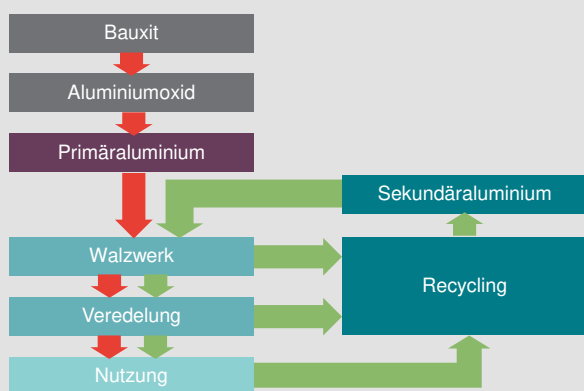 Bauxit
Aluminiumoxid
Primäraluminium
Sekundäraluminium
Walzwerk
Recycling
Veredelung
Nutzung